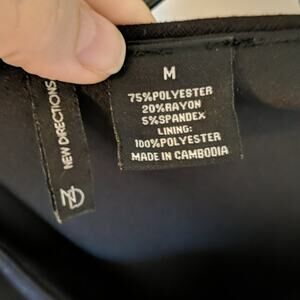 NEW DIRECTIONS
ND
M
75%POLYESTER
20%RAYON
5%SPANDEX
LINING:
100%POLYESTER
MADE IN CAMBODIA